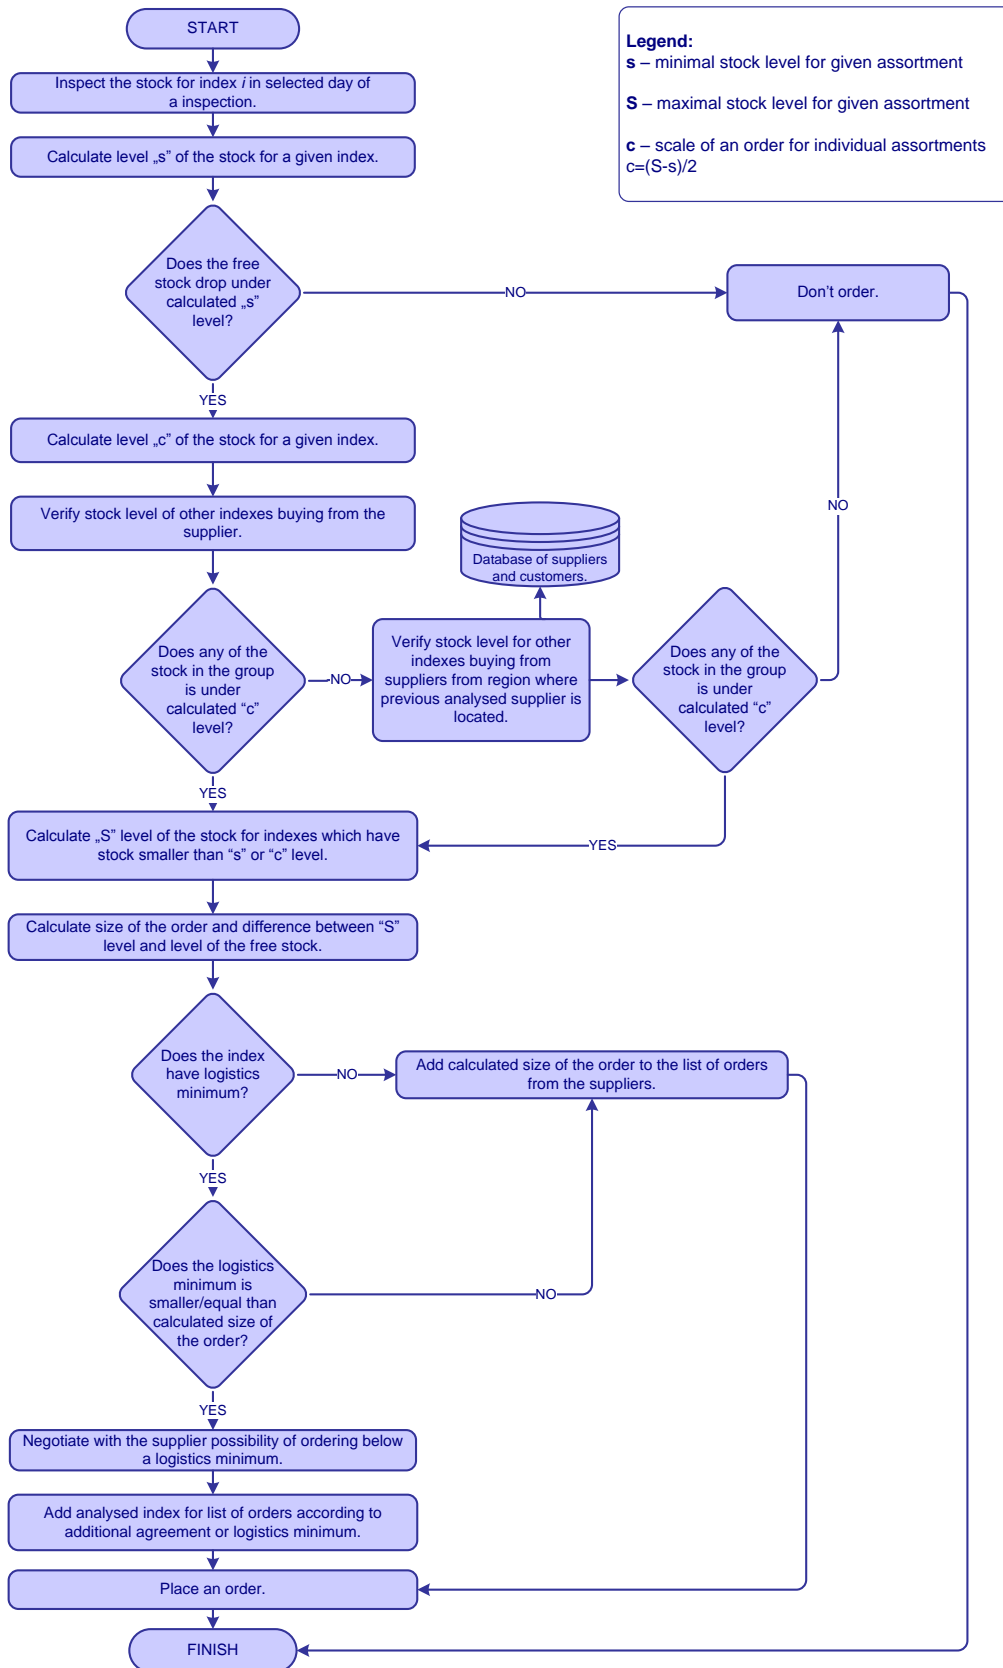 START
Legend:
s – minimal stock level for given assortment
S – maximal stock level for given assortment
c – scale of an order for individual assortments
c=(S-s)/2
Inspect the stock for index i in selected day of
a inspection.
Calculate level „s” of the stock for a given index.
Does the free
stock drop under
calculated „s”
level?
NO
Don’t order.
YES
Calculate level „c” of the stock for a given index.
Verify stock level of other indexes buying from the
supplier.
NO
Database of suppliers
and customers.
Does any of the
stock in the group
is under
calculated “c”
level?
NO
Verify stock level for other
indexes buying from
suppliers from region where
previous analysed supplier is
located.
Does any of the
stock in the group
is under
calculated “c”
level?
YES
Calculate „S” level of the stock for indexes which have
stock smaller than “s” or “c” level.
YES
Calculate size of the order and difference between “S”
level and level of the free stock.
Does the index
have logistics
minimum?
NO
Add calculated size of the order to the list of orders
from the suppliers.
YES
Does the logistics
minimum is
smaller/equal than
calculated size of
the order?
NO
YES
Negotiate with the supplier possibility of ordering below
a logistics minimum.
Add analysed index for list of orders according to
additional agreement or logistics minimum.
Place an order.
FINISH